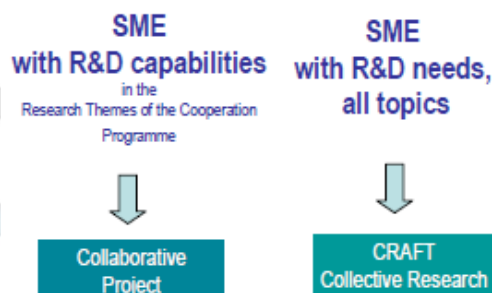 SME
with R&D capabilities
in the
Research Themes of the Cooperation
Programme
Collaborative
Project
SME
with R&D needs,
all topics
CRAFT
Collective Research